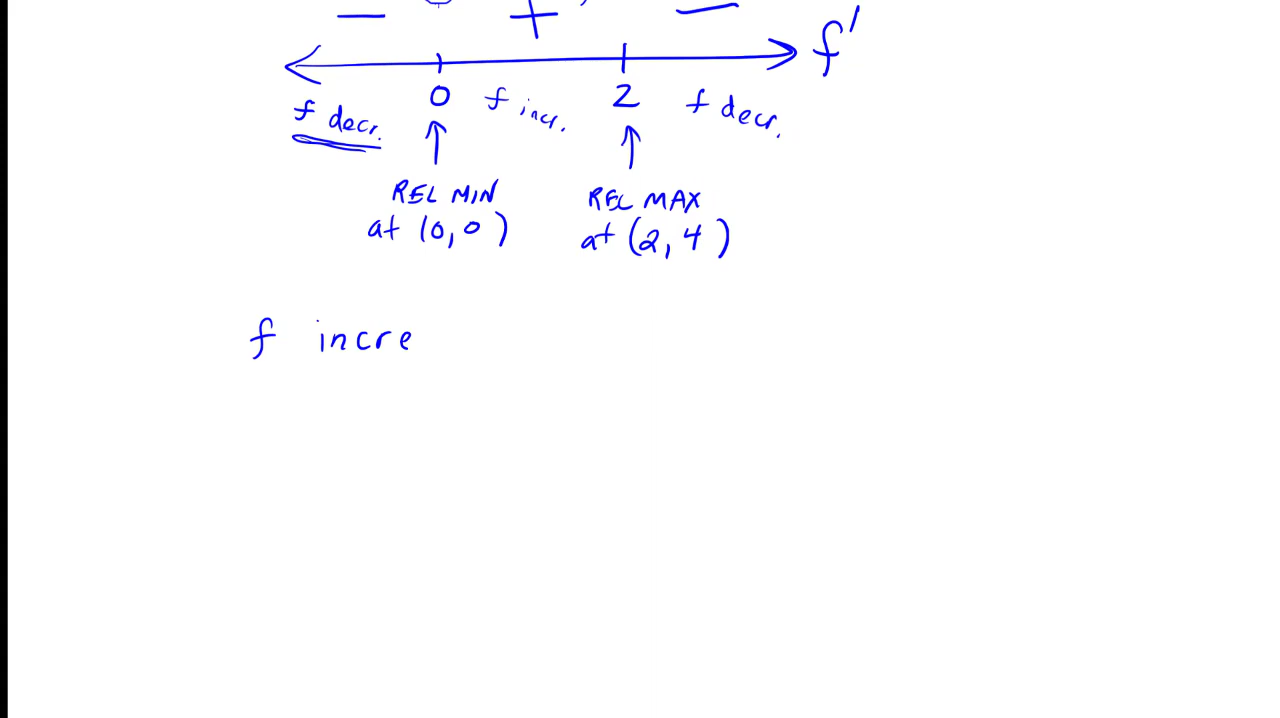 − + −
f'
0 2
f decr. f incr. f decr.
↑ ↑
REL MIN REL MAX
at (0,0) at (2,4)
f incre